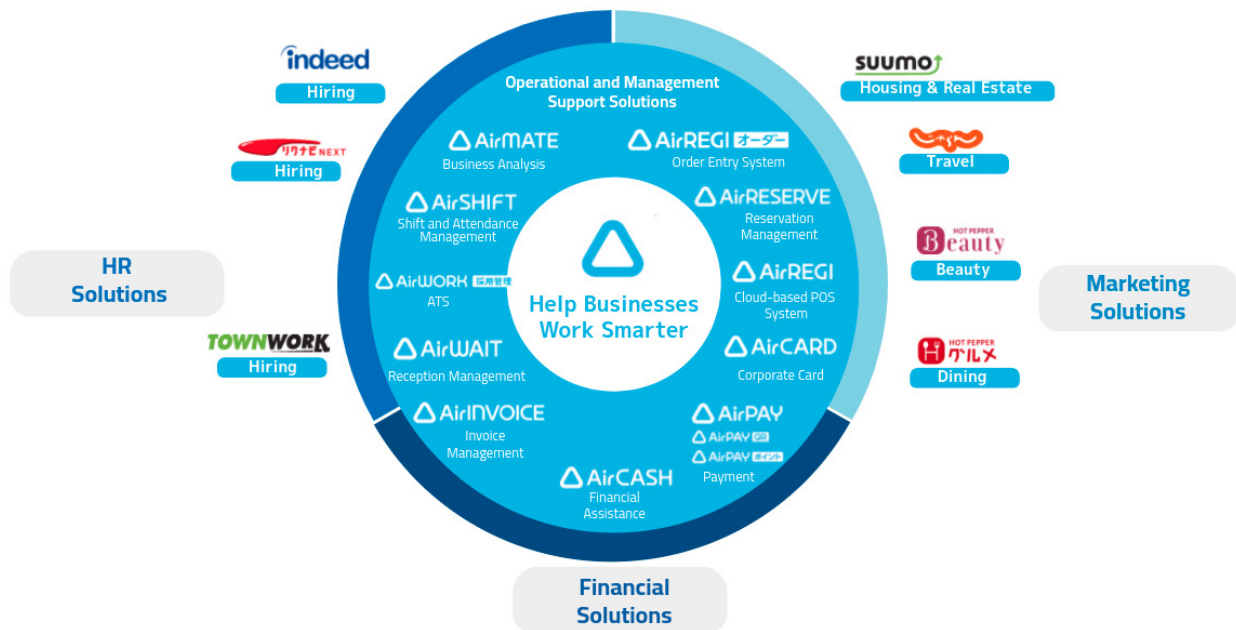 indeed
Hiring
リクナビNEXT
Hiring
HR
Solutions
TOWNWORK
Hiring
Operational and Management
Support Solutions
AirMATE
Business Analysis
AirREGI オーダー
Order Entry System
AirSHIFT
Shift and Attendance
Management
AirRESERVE
Reservation
Management
AirWORK 採用管理
ATS
AirREGI
Cloud-based POS
System
Help Businesses
Work Smarter
AirWAIT
Reception Management
AirCARD
Corporate Card
AirINVOICE
Invoice
Management
AirPAY
AirPAY QR
AirPAY ポイント
Payment
AirCASH
Financial
Assistance
suumo
Housing & Real Estate
Travel
HOT PEPPER
Beauty
Beauty
Marketing
Solutions
HOT PEPPER
グルメ
Dining
Financial
Solutions